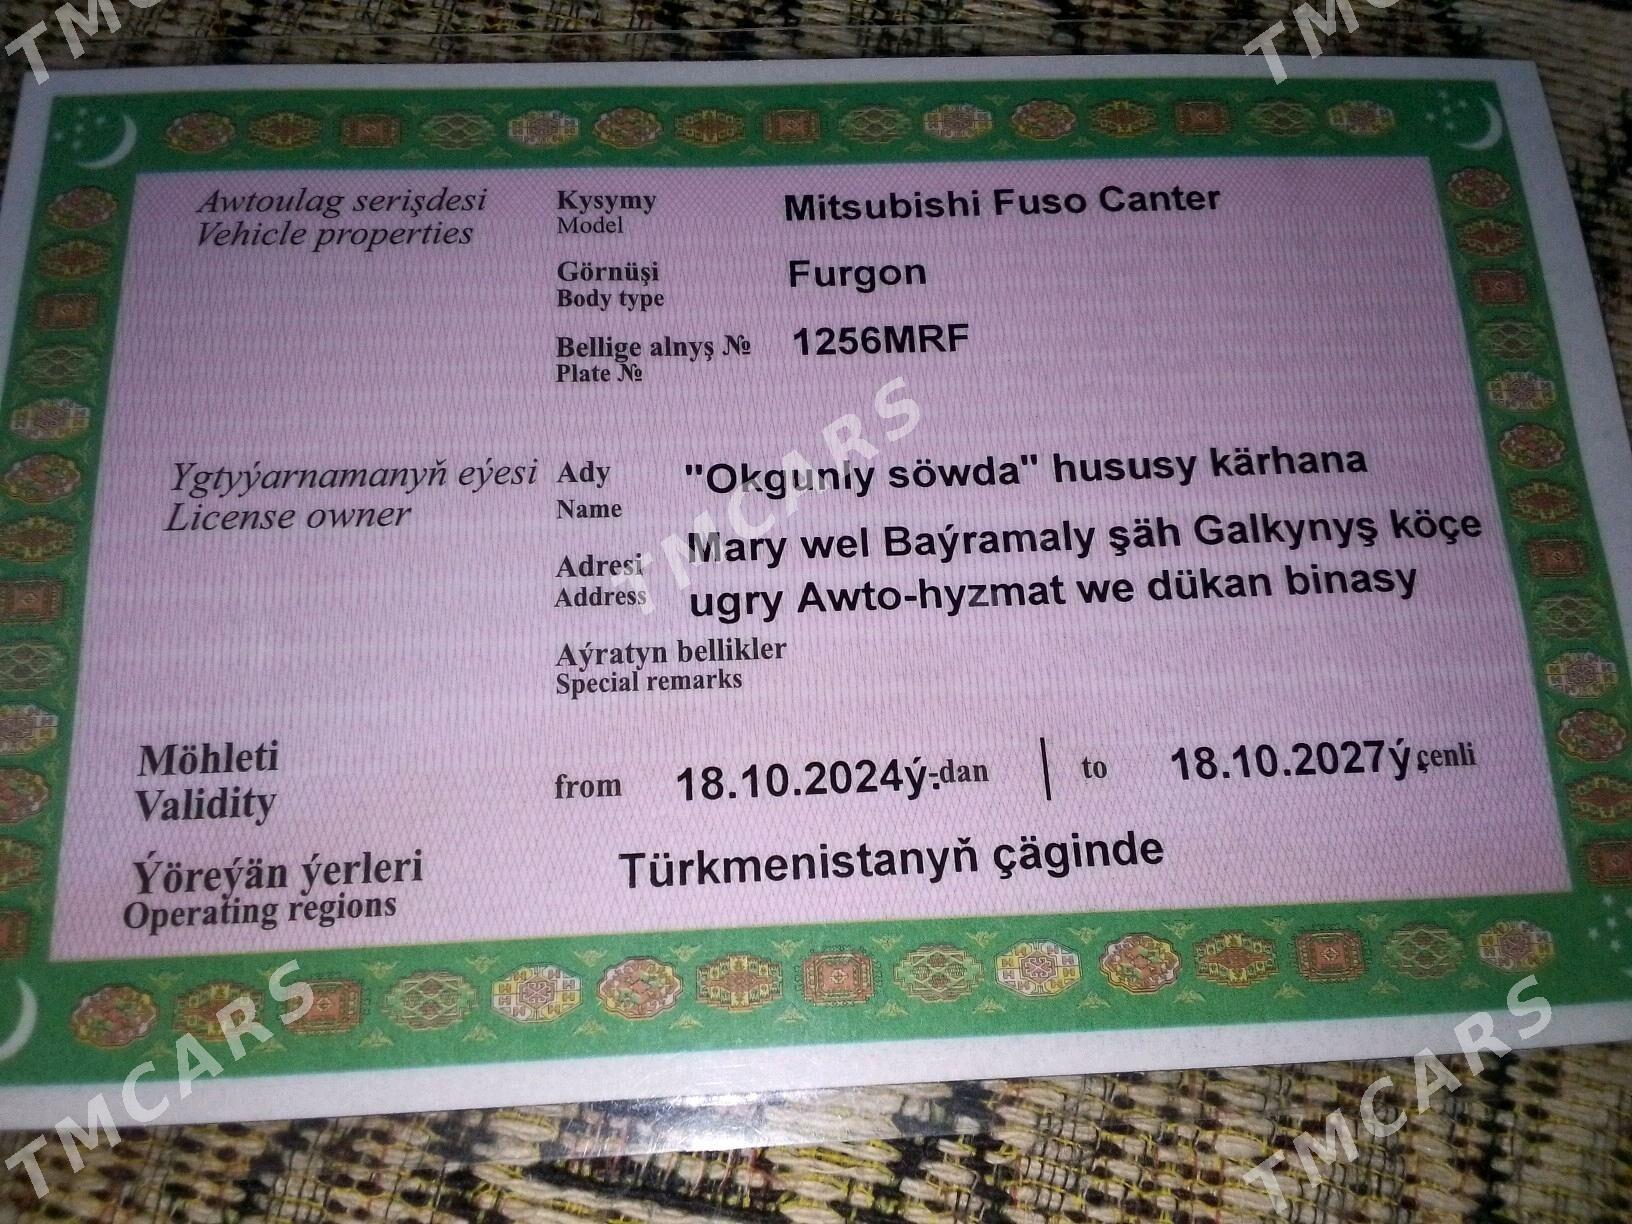 Awtoulag serişdesi
Vehicle properties
Kysymy
Model
Mitsubishi Fuso Canter
Görnüşi
Body type
Furgon
Bellige alnyş №
Plate №
1256MRF
Ygtyýarnamanyň eýesi
License owner
Ady
Name
"Okgunly söwda" hususy kärhana
Adresi
Address
Mary wel Baýramaly şäh Galkynyş köçe
ugry Awto-hyzmat we dükan binasy
Aýratyn bellikler
Special remarks
Möhleti
Validity
from 18.10.2024ý.-dan | to 18.10.2027ý çenli
Ýöreýän ýerleri
Operating regions
Türkmenistanyň çäginde
TMCARS
TMCARS
TMCARS
TMCARS
TMCARS